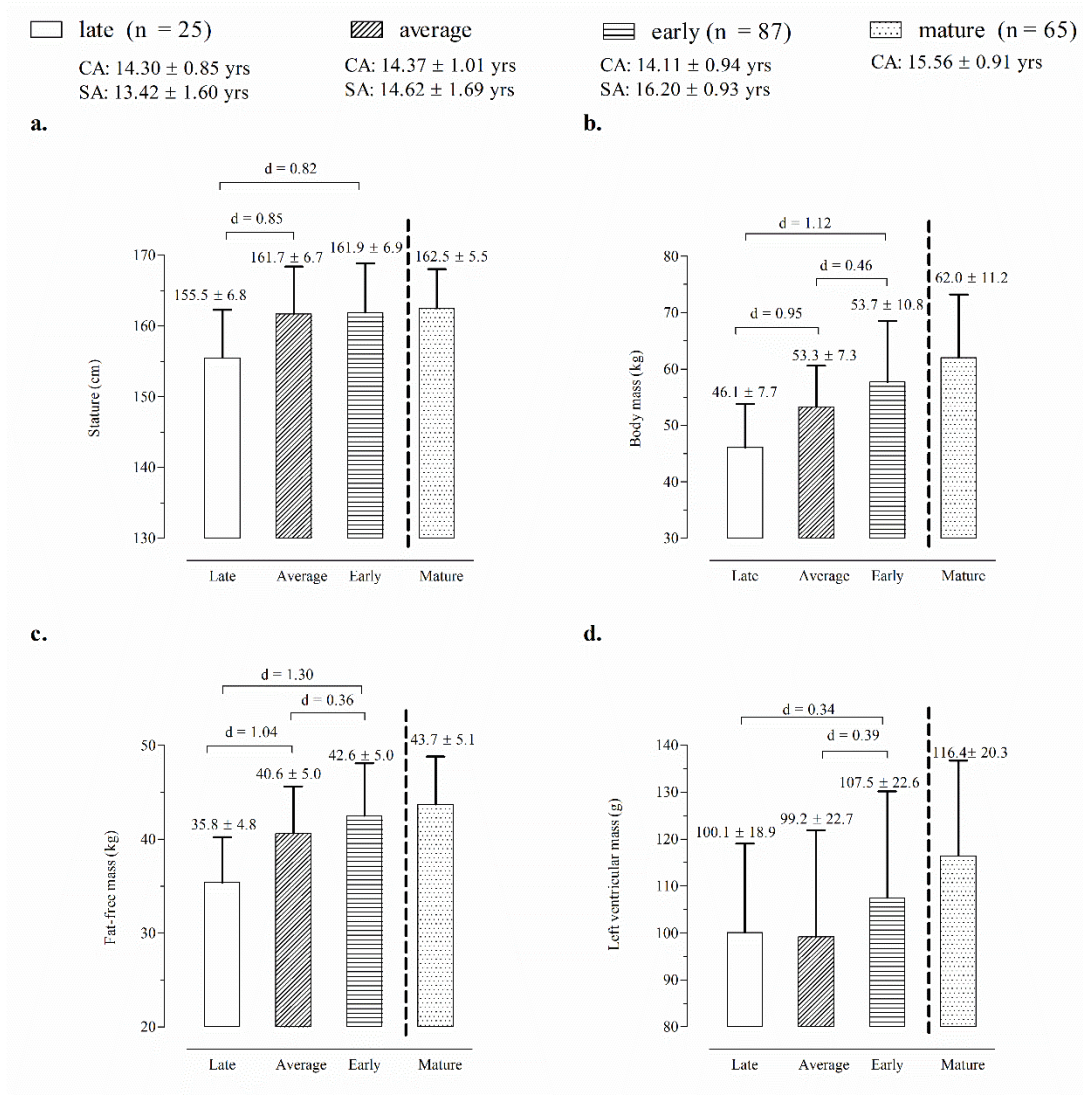 late (n = 25) average early (n = 87) mature (n = 65)
CA: 14.30 ± 0.85 yrs CA: 14.37 ± 1.01 yrs CA: 14.11 ± 0.94 yrs CA: 15.56 ± 0.91 yrs
SA: 13.42 ± 1.60 yrs SA: 14.62 ± 1.69 yrs SA: 16.20 ± 0.93 yrs
a.
d = 0.82
d = 0.85
170
160
150
140
130
155.5 ± 6.8
161.7 ± 6.7
161.9 ± 6.9
162.5 ± 5.5
Stature (cm)
Late Average Early Mature
b.
d = 1.12
d = 0.46
d = 0.95
80
70
60
50
40
30
46.1 ± 7.7
53.3 ± 7.3
53.7 ± 10.8
62.0 ± 11.2
Body mass (kg)
Late Average Early Mature
c.
d = 1.30
d = 0.36
d = 1.04
50
40
30
20
35.8 ± 4.8
40.6 ± 5.0
42.6 ± 5.0
43.7 ± 5.1
Fat-free mass (kg)
Late Average Early Mature
d.
d = 0.34
d = 0.39
140
130
120
110
100
90
80
100.1 ± 18.9
99.2 ± 22.7
107.5 ± 22.6
116.4± 20.3
Left ventricular mass (g)
Late Average Early Mature